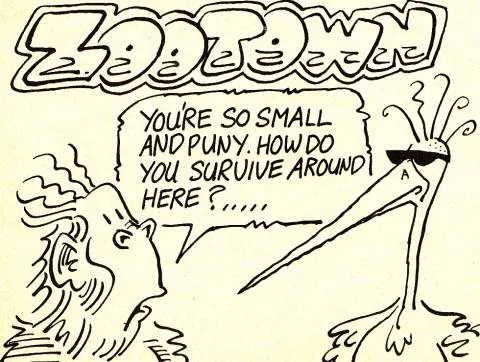 ZOOTOWN
YOU'RE SO SMALL
AND PUNY. HOW DO
YOU SURVIVE AROUND
HERE?.....
A